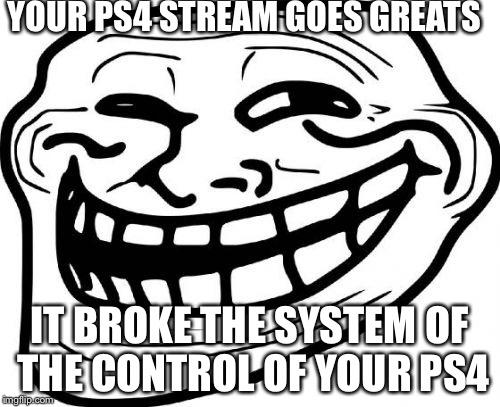 YOUR PS4 STREAM GOES GREATS
IT BROKE THE SYSTEM OF
THE CONTROL OF YOUR PS4
imgflip.com